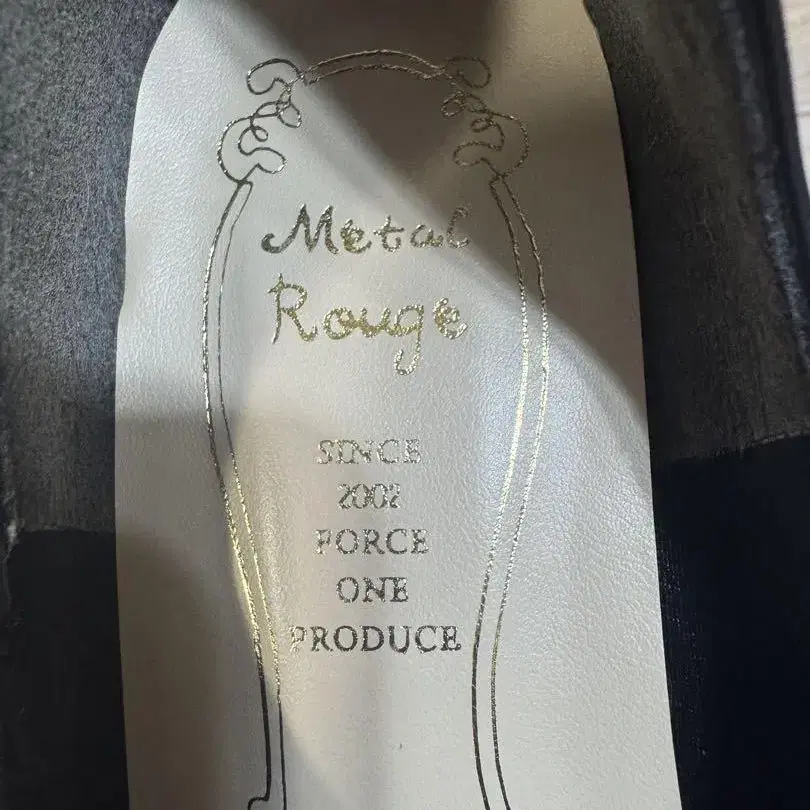 Metal
Rouge
SINCE
2002
FORCE
ONE
PRODUCE